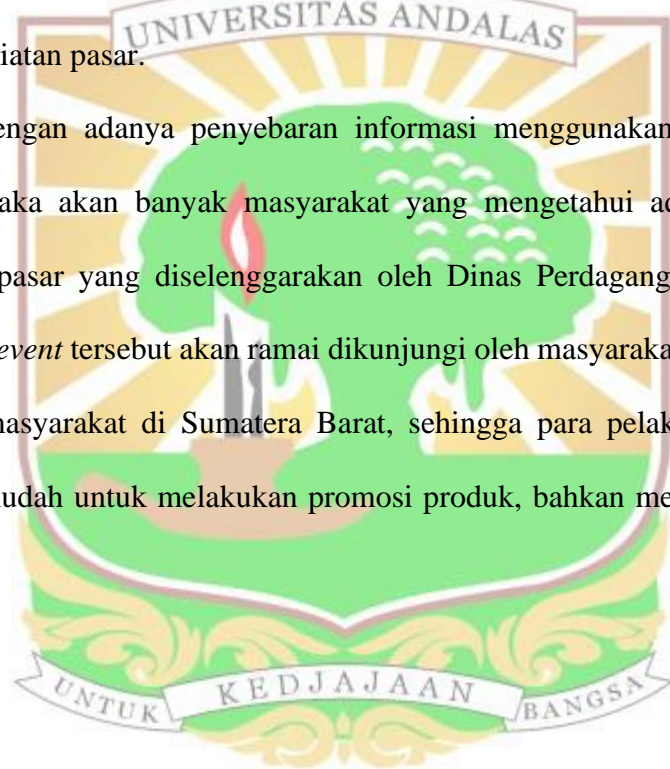 UNIVERSITAS ANDALAS
iatan pasar.
engan adanya penyebaran informasi menggunakan
aka akan banyak masyarakat yang mengetahui ad
pasar yang diselenggarakan oleh Dinas Perdagang
event tersebut akan ramai dikunjungi oleh masyaraka
masyarakat di Sumatera Barat, sehingga para pelak
udah untuk melakukan promosi produk, bahkan me
UNTUK KEDJAJAAN BANGSA